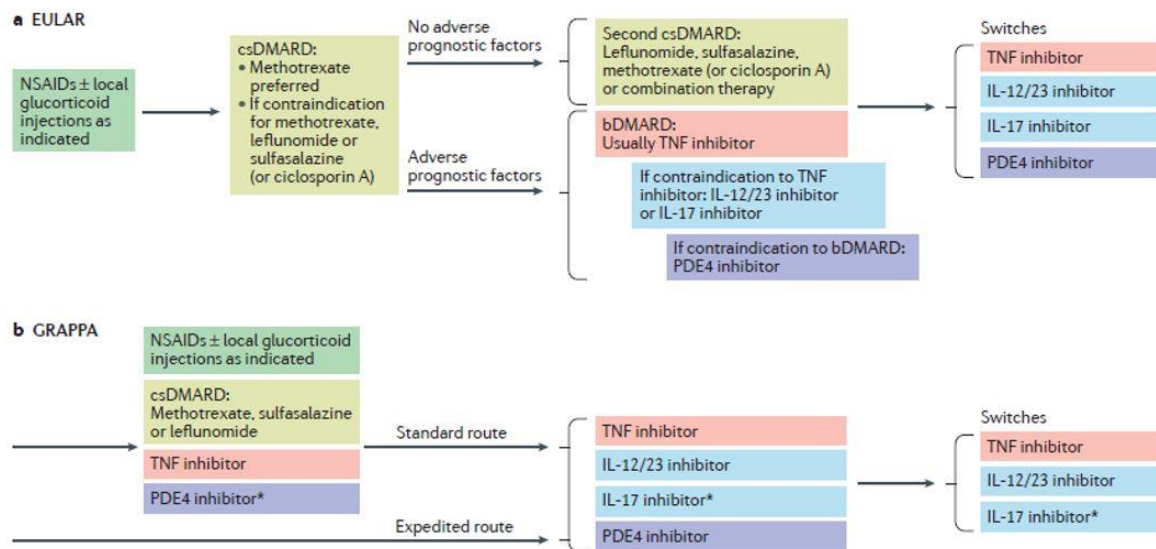 a EULAR
NSAIDs ± local
glucorticoid
injections as
indicated
csDMARD:
• Methotrexate
preferred
• If contraindication
for methotrexate,
leflunomide or
sulfasalazine
(or ciclosporin A)
No adverse
prognostic factors
Adverse
prognostic factors
Second csDMARD:
Leflunomide, sulfasalazine,
methotrexate (or ciclosporin A)
or combination therapy
bDMARD:
Usually TNF inhibitor
If contraindication to TNF
inhibitor: IL-12/23 inhibitor
or IL-17 inhibitor
If contraindication to bDMARD:
PDE4 inhibitor
Switches
TNF inhibitor
IL-12/23 inhibitor
IL-17 inhibitor
PDE4 inhibitor
b GRAPPA
NSAIDs ± local glucorticoid
injections as indicated
csDMARD:
Methotrexate, sulfasalazine
or leflunomide
TNF inhibitor
PDE4 inhibitor*
Standard route
Expedited route
TNF inhibitor
IL-12/23 inhibitor
IL-17 inhibitor*
PDE4 inhibitor
Switches
TNF inhibitor
IL-12/23 inhibitor
IL-17 inhibitor*